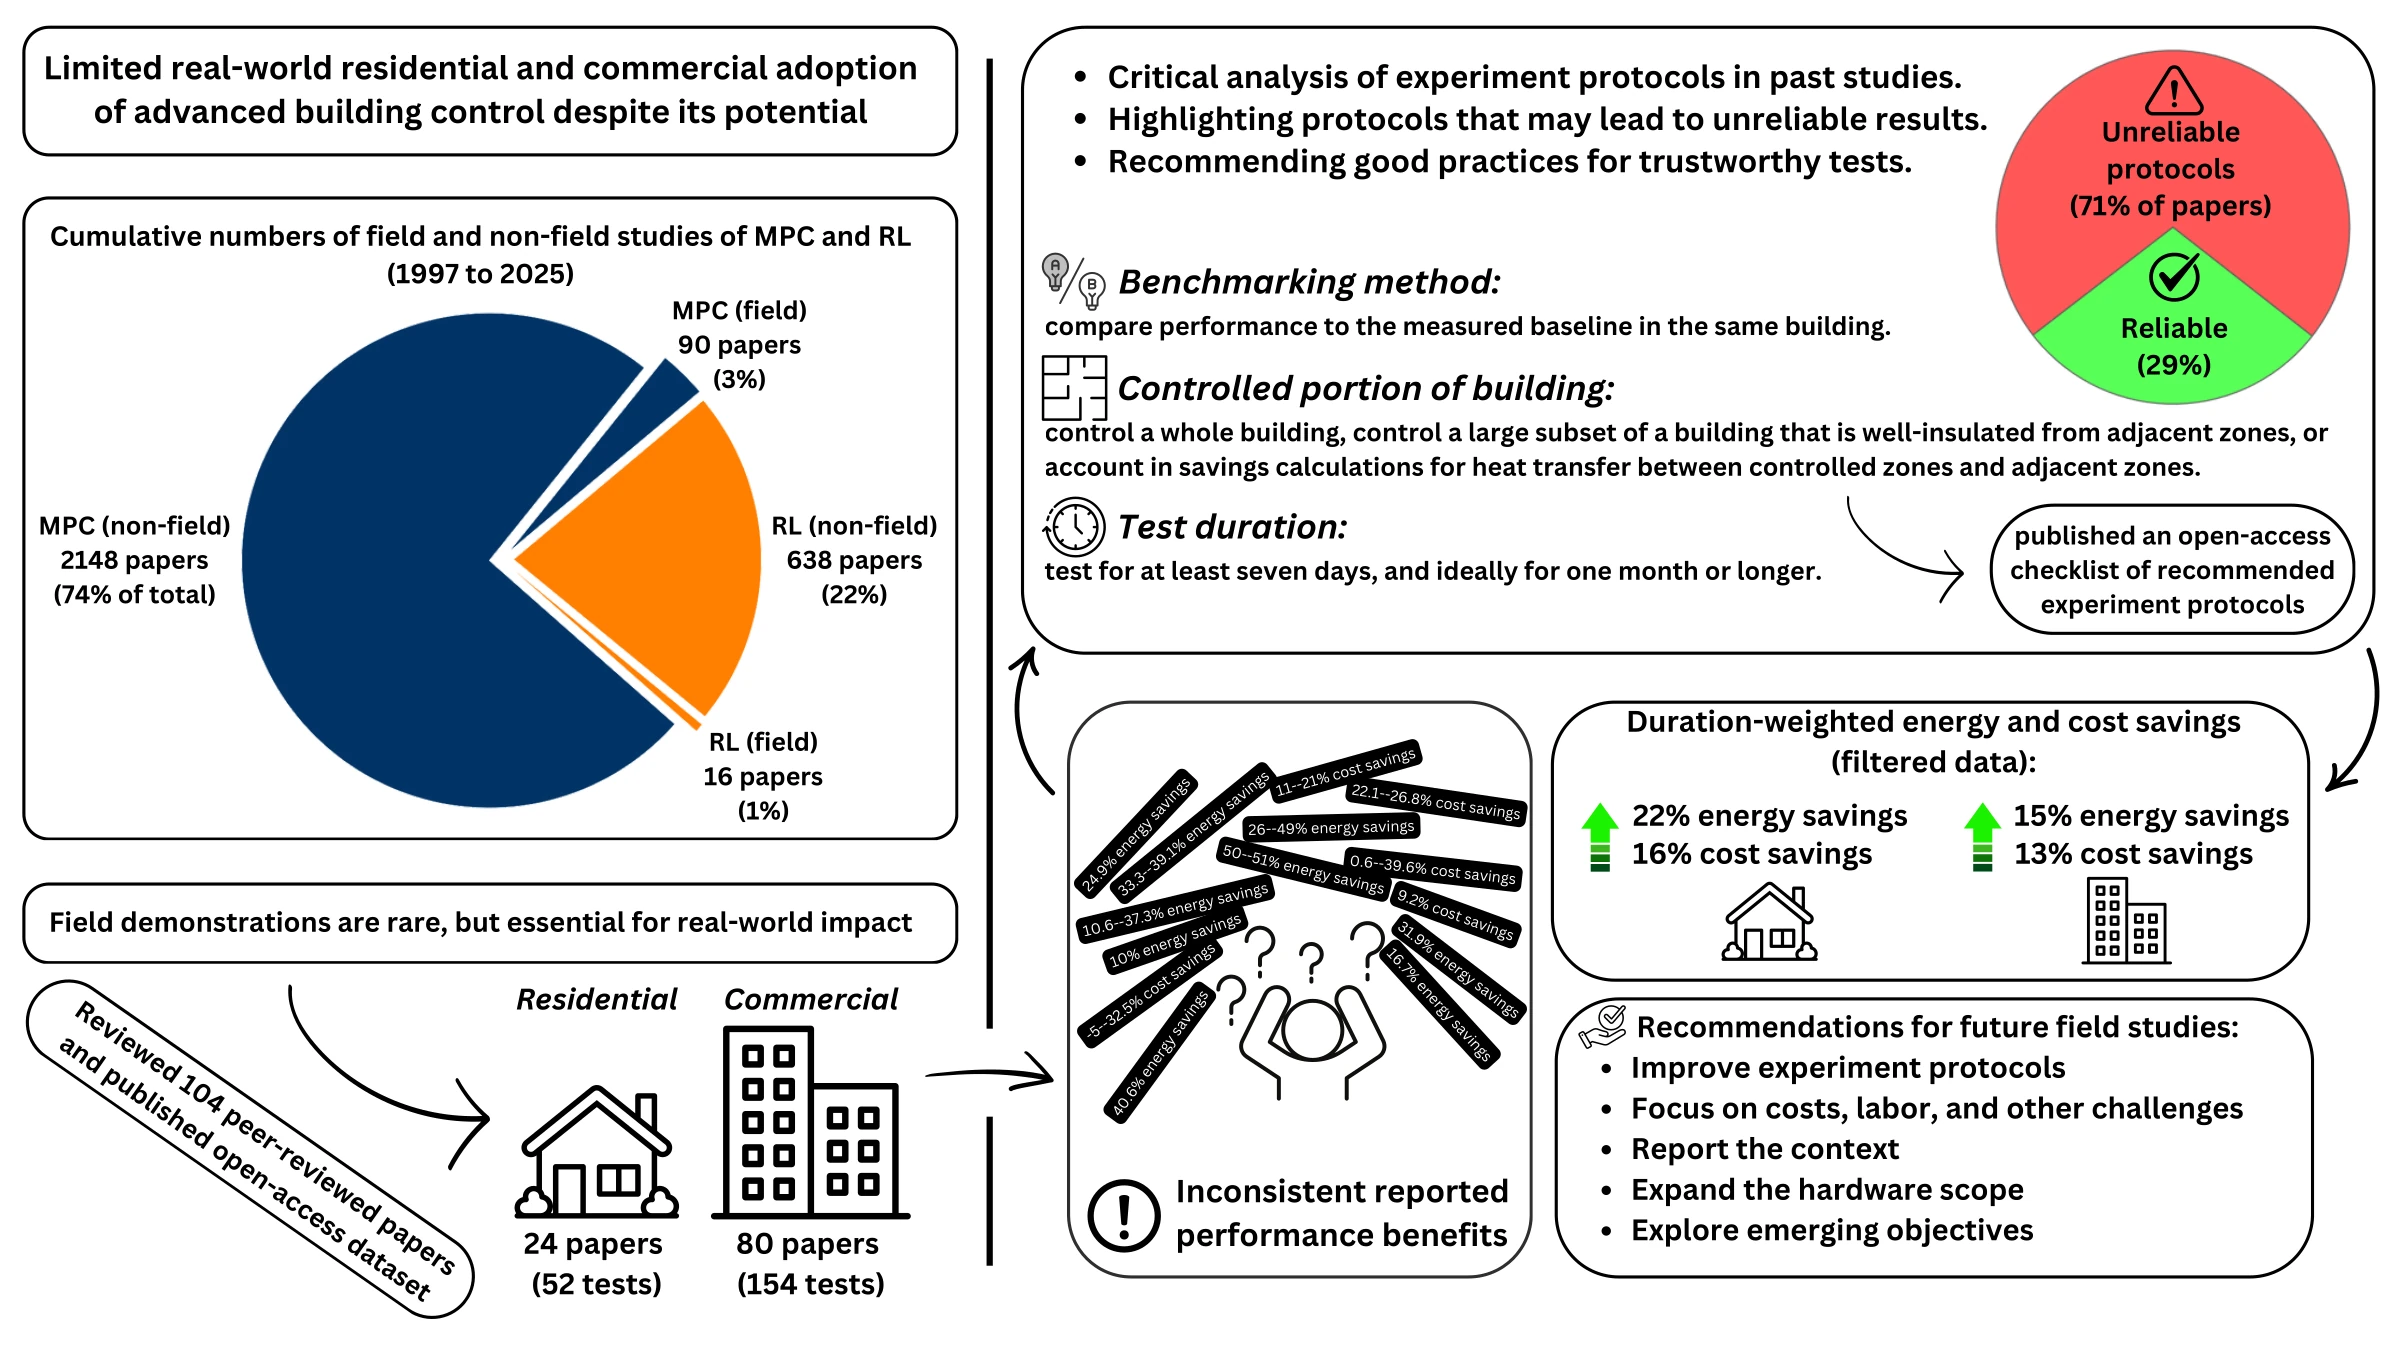 Limited real-world residential and commercial adoption
of advanced building control despite its potential
Cumulative numbers of field and non-field studies of MPC and RL
(1997 to 2025)
MPC (field)
90 papers
(3%)
MPC (non-field)
2148 papers
(74% of total)
RL (non-field)
638 papers
(22%)
RL (field)
16 papers
(1%)
Field demonstrations are rare, but essential for real-world impact
Reviewed 104 peer-reviewed papers
and published open-access dataset
Residential
Commercial
24 papers
(52 tests)
80 papers
(154 tests)
• Critical analysis of experiment protocols in past studies.
• Highlighting protocols that may lead to unreliable results.
• Recommending good practices for trustworthy tests.
Unreliable
protocols
(71% of papers)
Reliable
(29%)
A
B
Benchmarking method:
compare performance to the measured baseline in the same building.
Controlled portion of building:
control a whole building, control a large subset of a building that is well-insulated from adjacent zones, or
account in savings calculations for heat transfer between controlled zones and adjacent zones.
Test duration:
test for at least seven days, and ideally for one month or longer.
published an open-access
checklist of recommended
experiment protocols
24.9% energy savings
33.3--39.1% energy savings
11--21% cost savings
22.1--26.8% cost savings
26--49% energy savings
50--51% energy savings
0.6--39.6% cost savings
10.6--37.3% energy savings
9.2% cost savings
10% energy savings
31.9% energy savings
-5--32.5% cost savings
16.7% energy savings
40.6% energy savings
? ? ? ?
Inconsistent reported
performance benefits
Duration-weighted energy and cost savings
(filtered data):
22% energy savings
16% cost savings
15% energy savings
13% cost savings
Recommendations for future field studies:
• Improve experiment protocols
• Focus on costs, labor, and other challenges
• Report the context
• Expand the hardware scope
• Explore emerging objectives